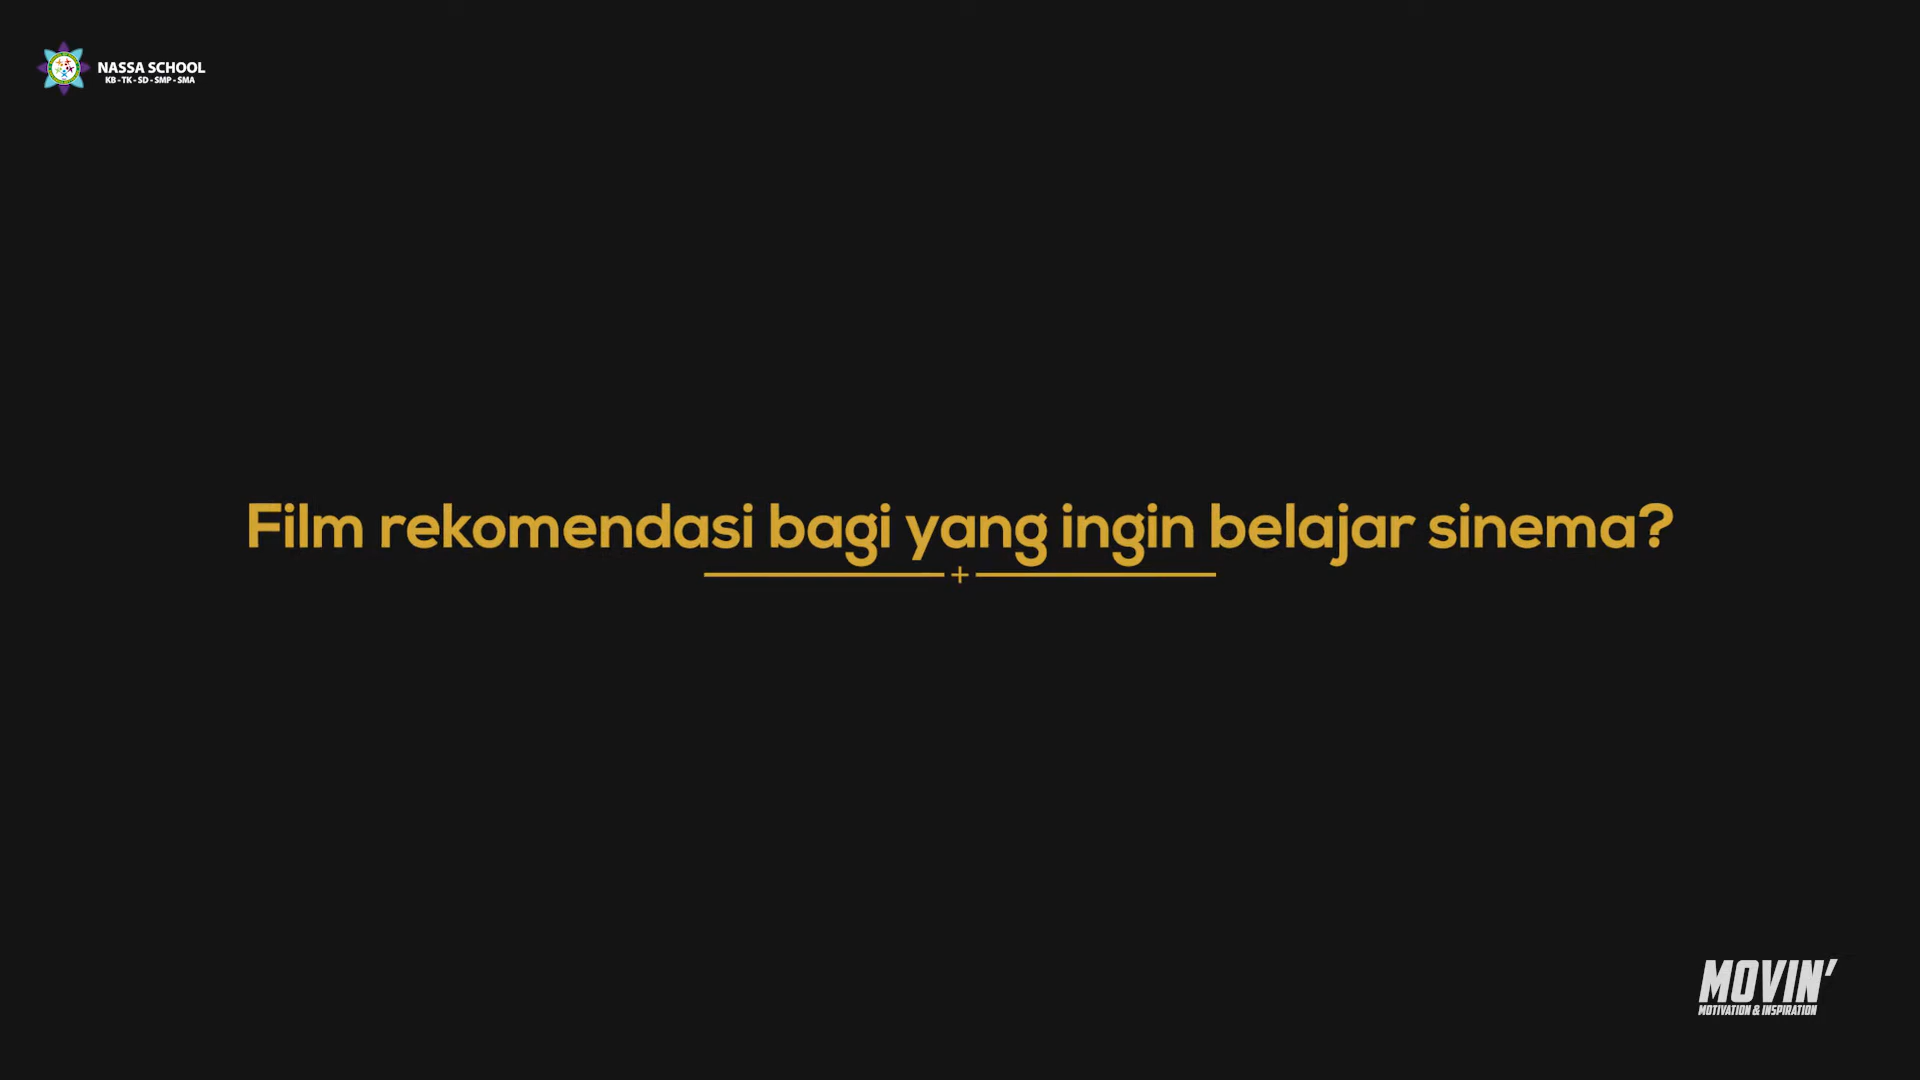 NASSA SCHOOL
KB - TK - SD - SMP - SMA
Film rekomendasi bagi yang ingin belajar sinema?
MOVIN'
MOTIVATION & INSPIRATION